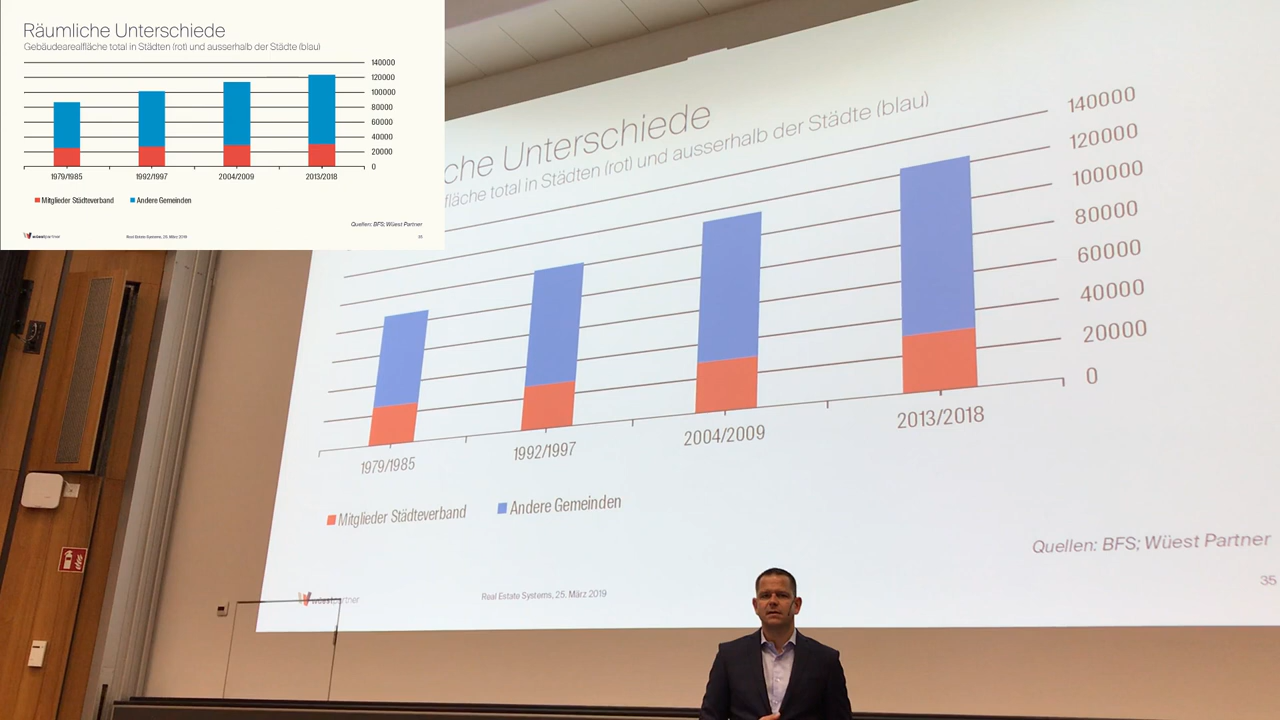 Räumliche Unterschiede
Gebäudearealfläche total in Städten (rot) und ausserhalb der Städte (blau)
140000
120000
100000
80000
60000
40000
20000
0
1979/1985 1992/1997 2004/2009 2013/2018
Mitglieder Städteverband Andere Gemeinden
Quellen: BFS; Wüest Partner
wüestpartner Real Estate Systems, 25. März 2019 35
che Unterschiede
fläche total in Städten (rot) und ausserhalb der Städte (blau)
140000
120000
100000
80000
60000
40000
20000
0
1979/1985 1992/1997 2004/2009 2013/2018
Mitglieder Städteverband Andere Gemeinden
Quellen: BFS; Wüest Partner
wüestpartner Real Estate Systems, 25. März 2019 35